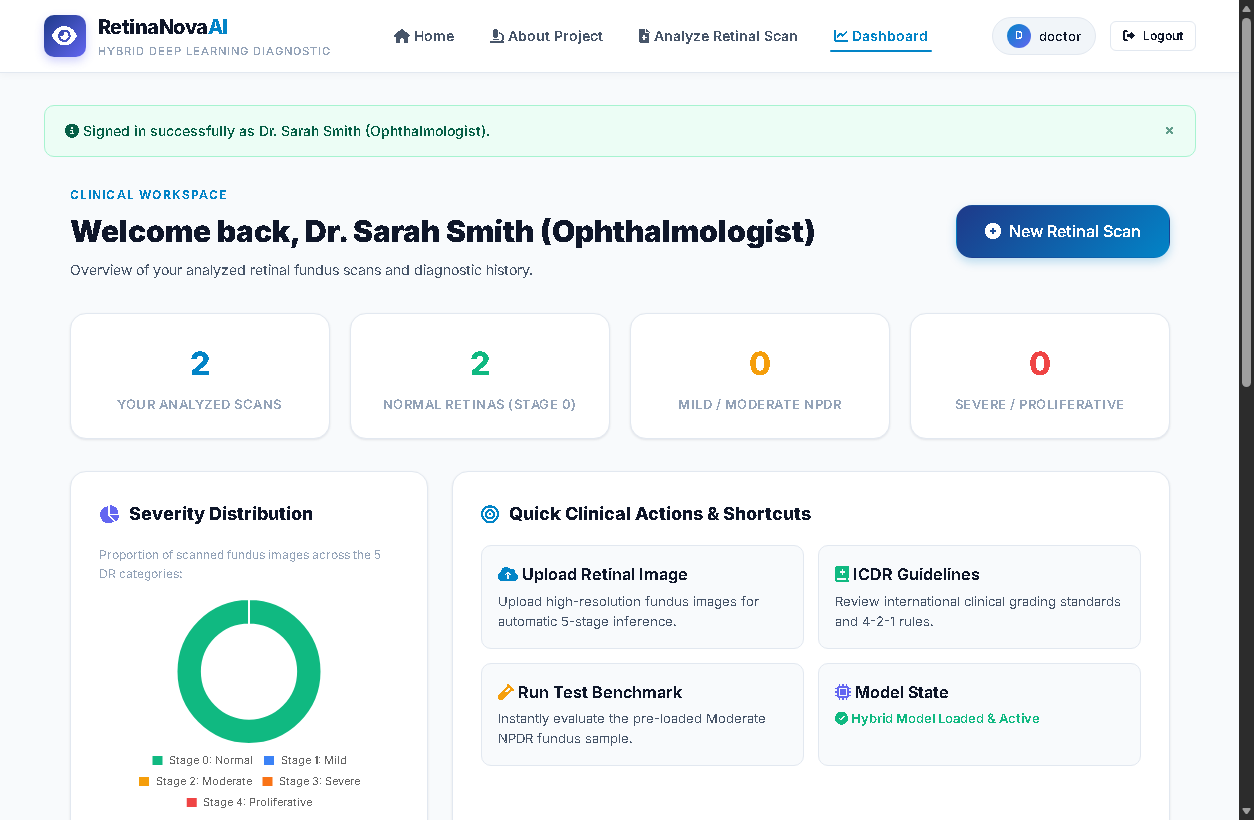 RetinaNovaAI
HYBRID DEEP LEARNING DIAGNOSTIC
Home
About Project
Analyze Retinal Scan
Dashboard
D
doctor
Logout
Signed in successfully as Dr. Sarah Smith (Ophthalmologist).
×
CLINICAL WORKSPACE
Welcome back, Dr. Sarah Smith (Ophthalmologist)
Overview of your analyzed retinal fundus scans and diagnostic history.
New Retinal Scan
2
YOUR ANALYZED SCANS
2
NORMAL RETINAS (STAGE 0)
0
MILD / MODERATE NPDR
0
SEVERE / PROLIFERATIVE
Severity Distribution
Proportion of scanned fundus images across the 5
DR categories:
Stage 0: Normal
Stage 1: Mild
Stage 2: Moderate
Stage 3: Severe
Stage 4: Proliferative
Quick Clinical Actions & Shortcuts
Upload Retinal Image
Upload high-resolution fundus images for
automatic 5-stage inference.
ICDR Guidelines
Review international clinical grading standards
and 4-2-1 rules.
Run Test Benchmark
Instantly evaluate the pre-loaded Moderate
NPDR fundus sample.
Model State
Hybrid Model Loaded & Active